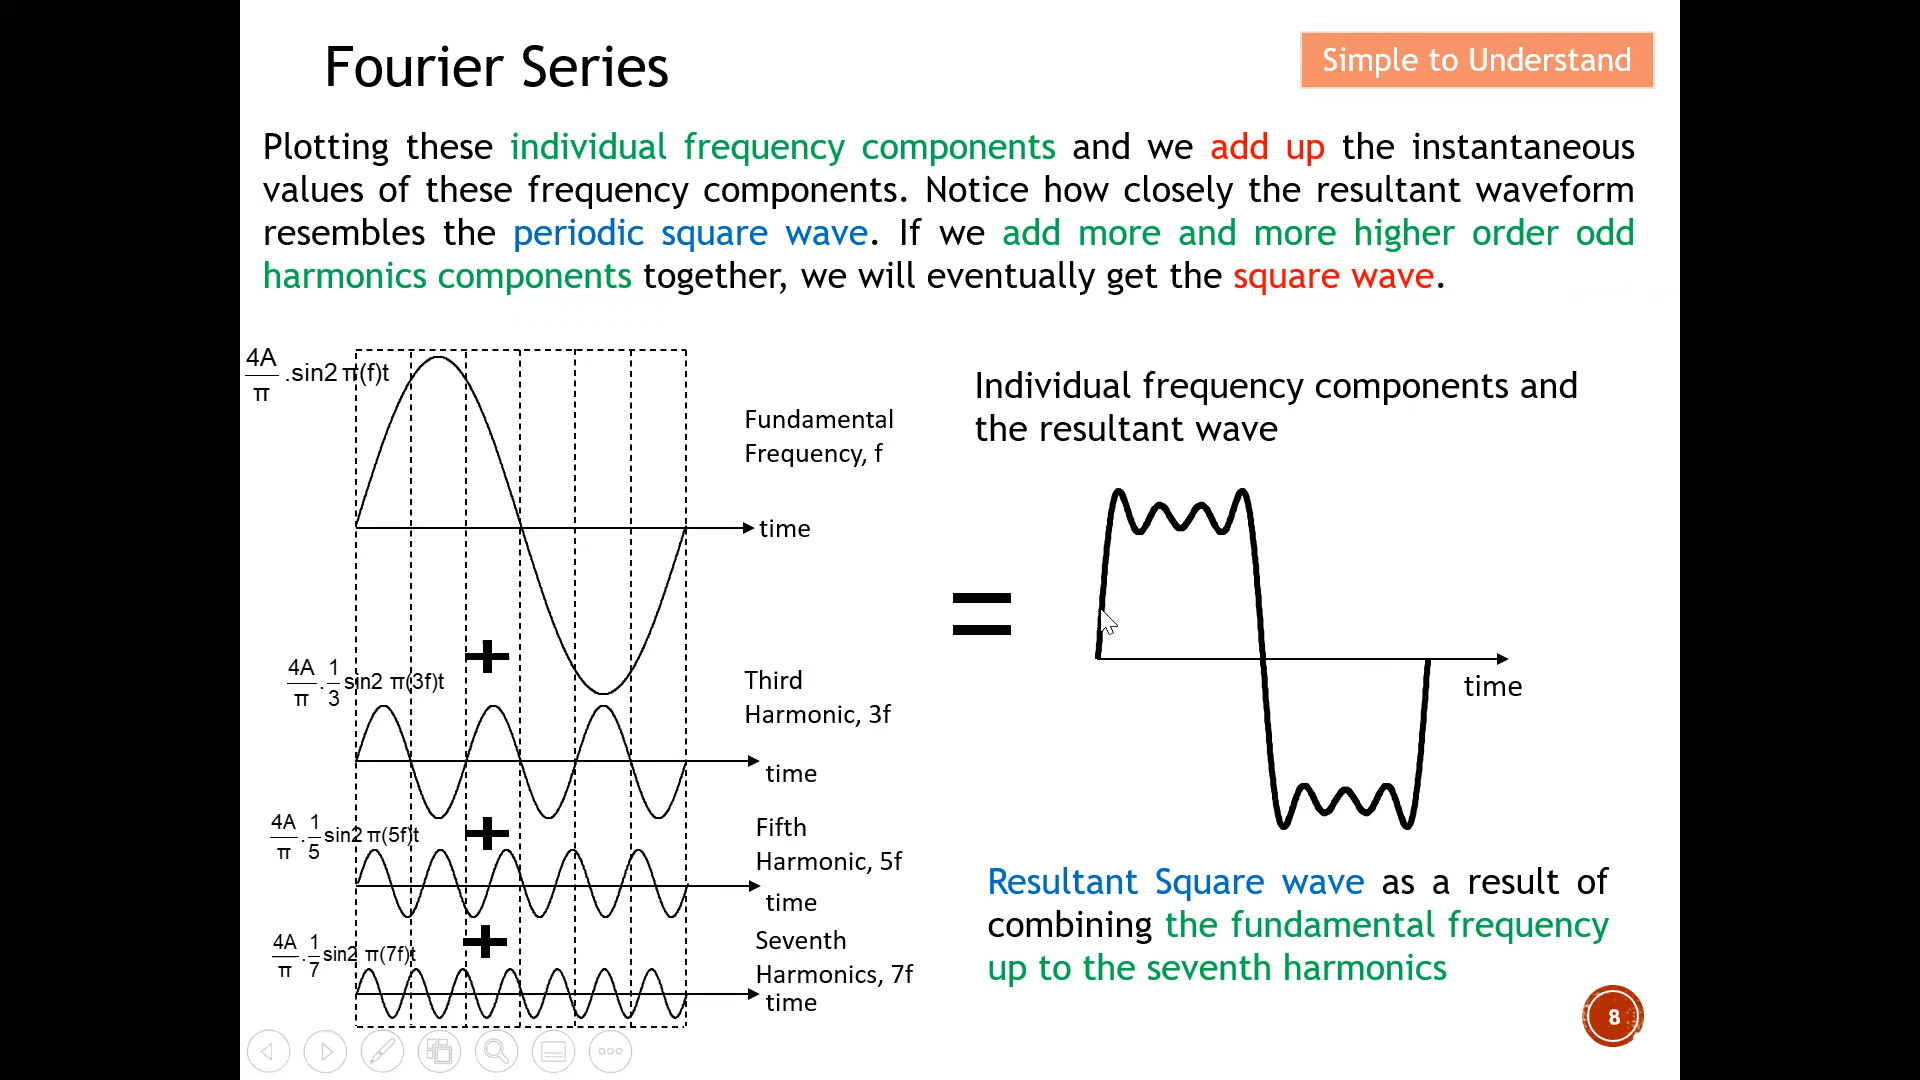 Fourier Series
Simple to Understand
Plotting these individual frequency components and we add up the instantaneous
values of these frequency components. Notice how closely the resultant waveform
resembles the periodic square wave. If we add more and more higher order odd
harmonics components together, we will eventually get the square wave.
4A/π .sin2π(f)t
Fundamental
Frequency, f
time
+
4A/π . 1/3 sin2 π(3f)t
Third
Harmonic, 3f
time
+
4A/π . 1/5 sin2 π(5f)t
Fifth
Harmonic, 5f
time
+
4A/π . 1/7 sin2 π(7f)t
Seventh
Harmonics, 7f
time
=
Individual frequency components and
the resultant wave
time
Resultant Square wave as a result of
combining the fundamental frequency
up to the seventh harmonics
8